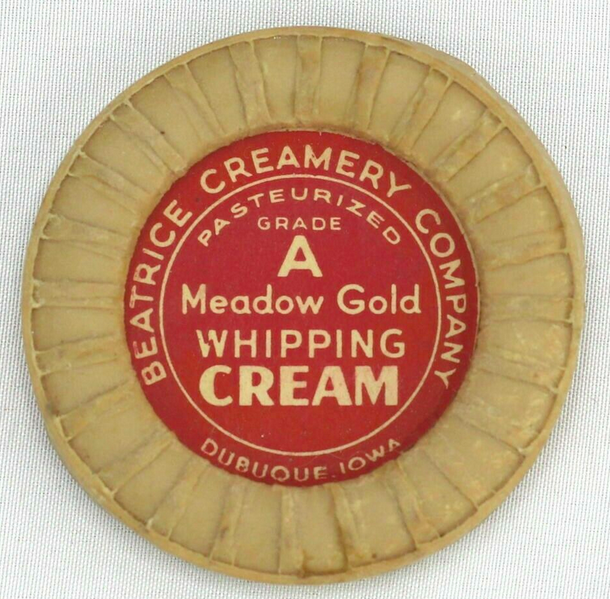 BEATRICE CREAMERY COMPANY
PASTEURIZED
GRADE
A
Meadow Gold
WHIPPING
CREAM
DUBUQUE.IOWA